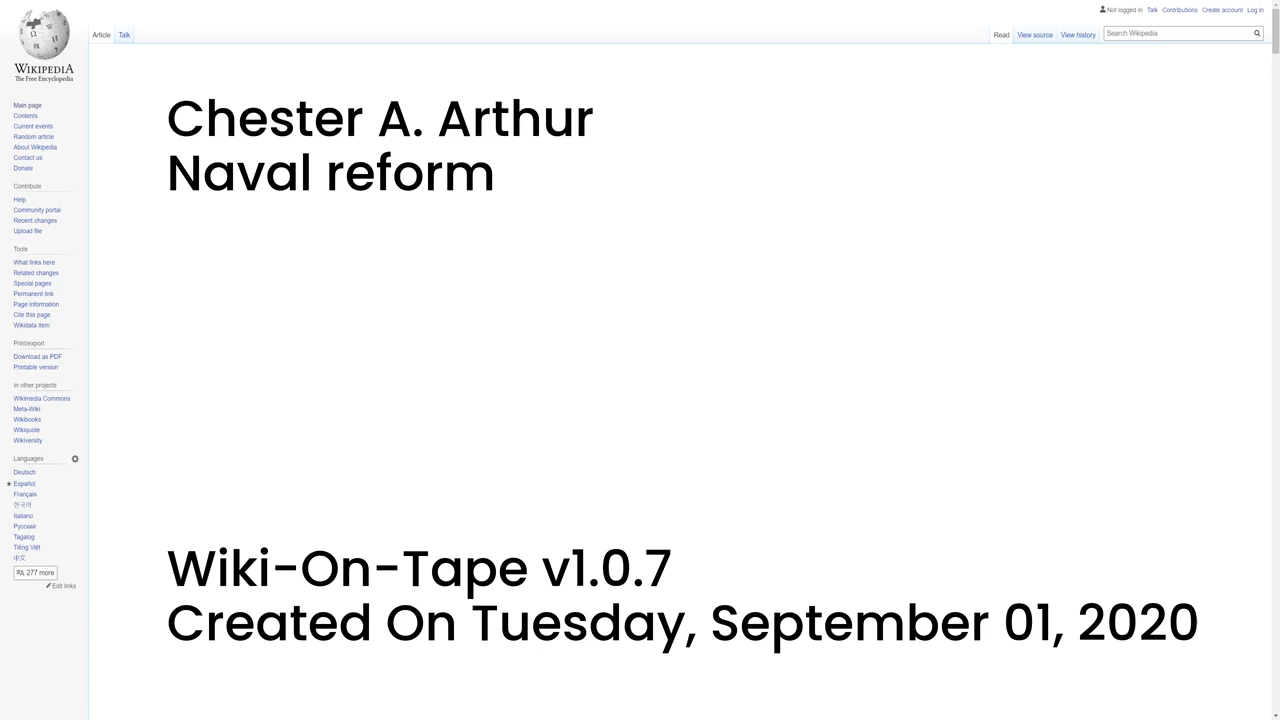 Not logged in Talk Contributions Create account Log in
Article Talk Read View source View history Search Wikipedia
WIKIPEDIA
The Free Encyclopedia
Main page
Contents
Current events
Random article
About Wikipedia
Contact us
Donate
Contribute
Help
Community portal
Recent changes
Upload file
Tools
What links here
Related changes
Special pages
Permanent link
Page information
Cite this page
Wikidata item
Print/export
Download as PDF
Printable version
In other projects
Wikimedia Commons
Meta-Wiki
Wikibooks
Wikiquote
Wikiversity
Languages
Deutsch
Español
Français
한국어
Italiano
Русский
Tagalog
Tiếng Việt
中文
277 more
Edit links
Chester A. Arthur
Naval reform
Wiki-On-Tape v1.0.7
Created On Tuesday, September 01, 2020